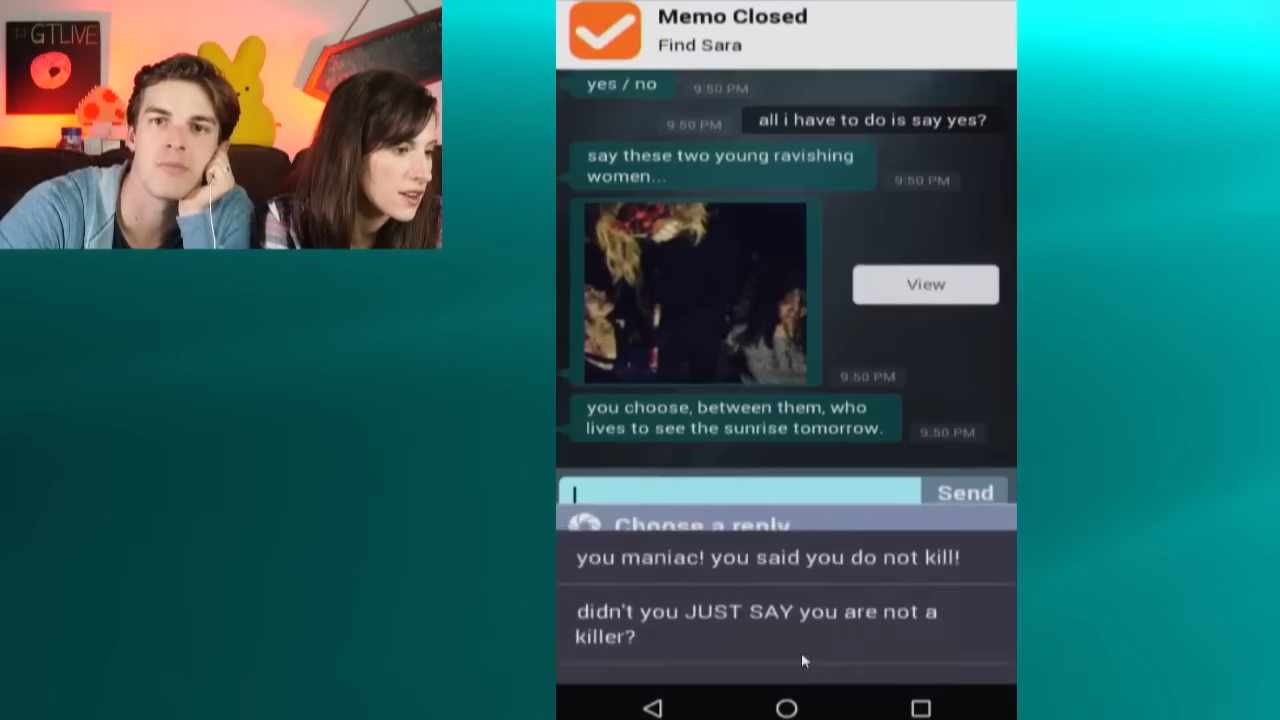 #GTLIVE
Memo Closed
Find Sara
yes / no
9:50 PM
9:50 PM
all i have to do is say yes?
say these two young ravishing
women...
9:50 PM
View
9:50 PM
you choose, between them, who
lives to see the sunrise tomorrow.
9:50 PM
Send
Choose a reply
you maniac! you said you do not kill!
didn't you JUST SAY you are not a
killer?